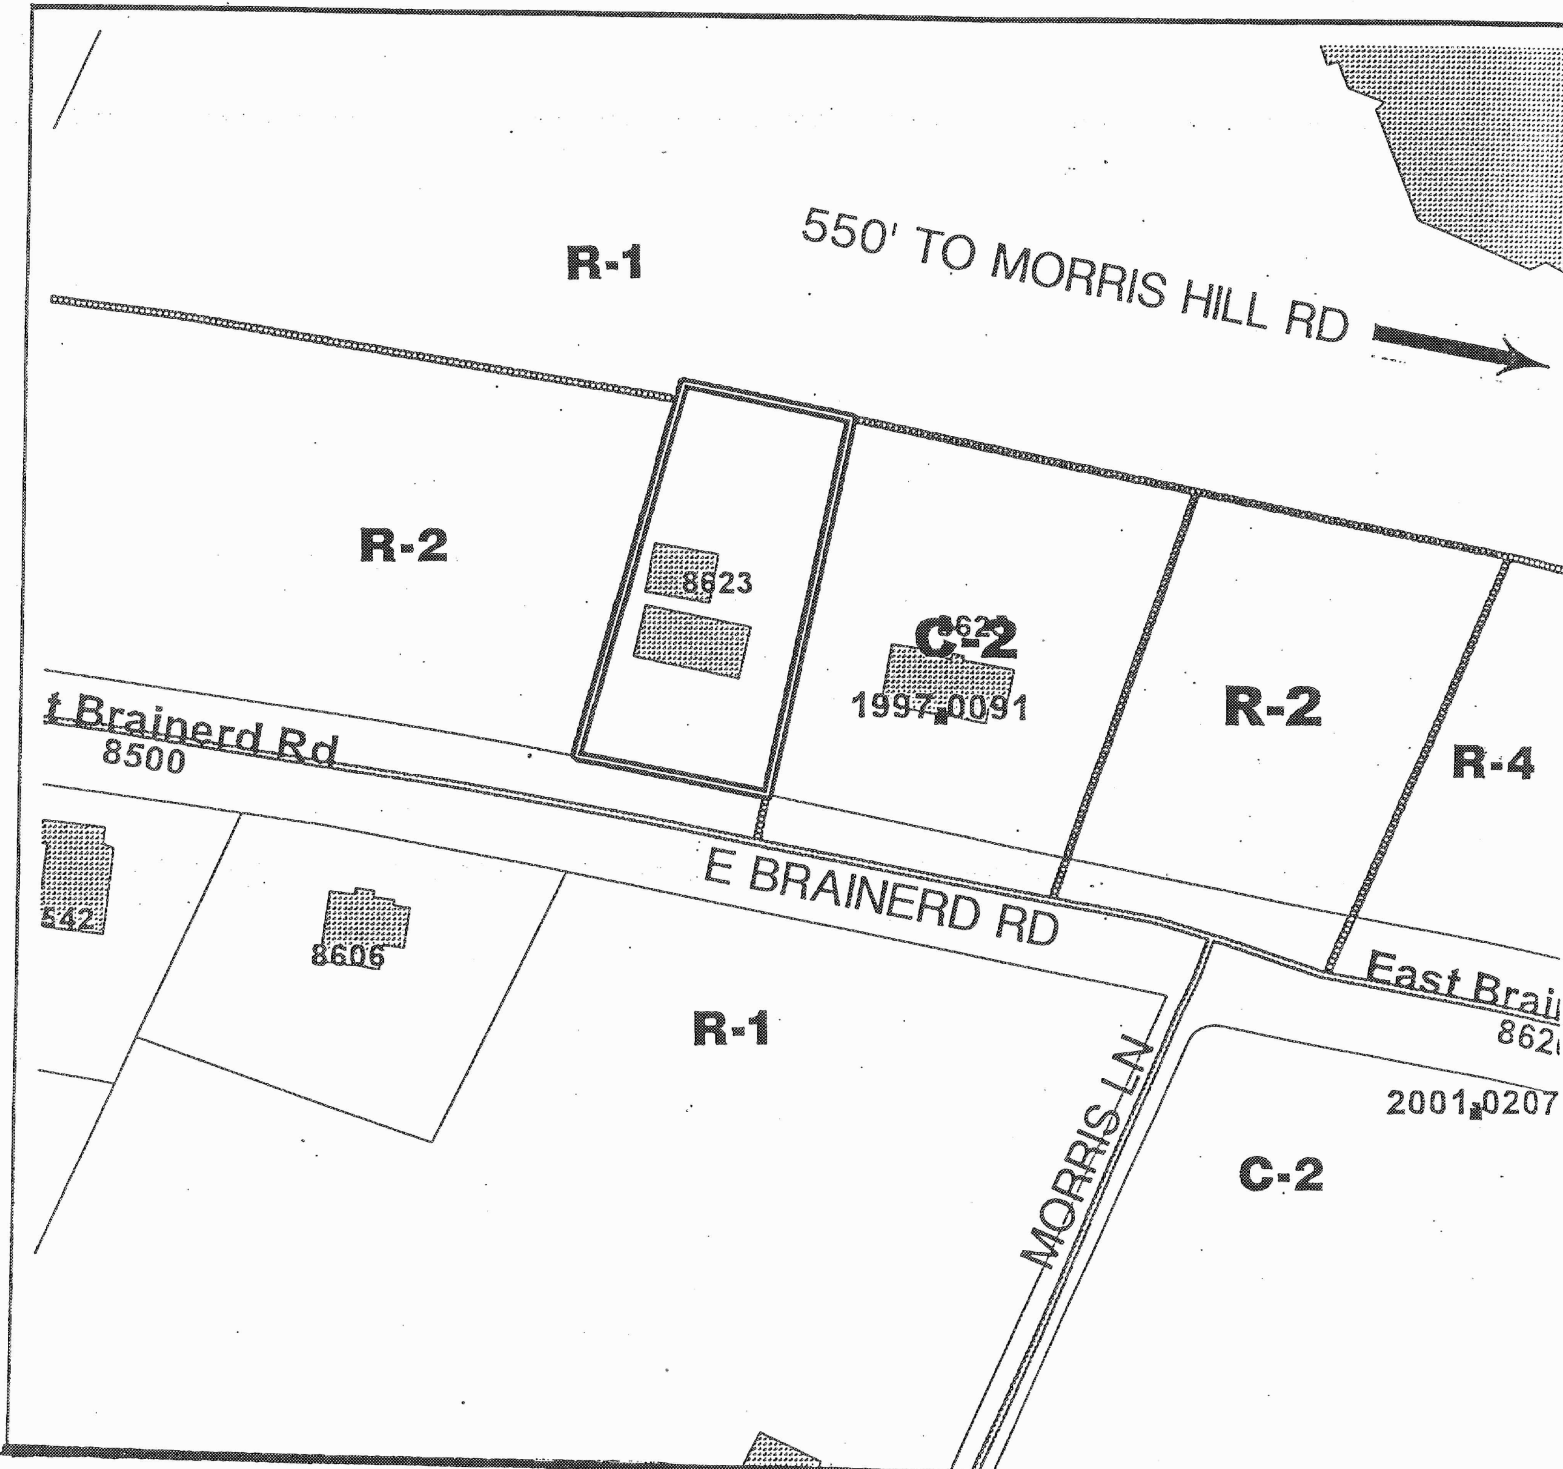 R-1
550' TO MORRIS HILL RD
R-2
8623
C-2
1997-0091
R-2
R-4
t Brainerd Rd
8500
E BRAINERD RD
542
8606
R-1
East Brai
862
2001-0207
MORRIS LN
C-2